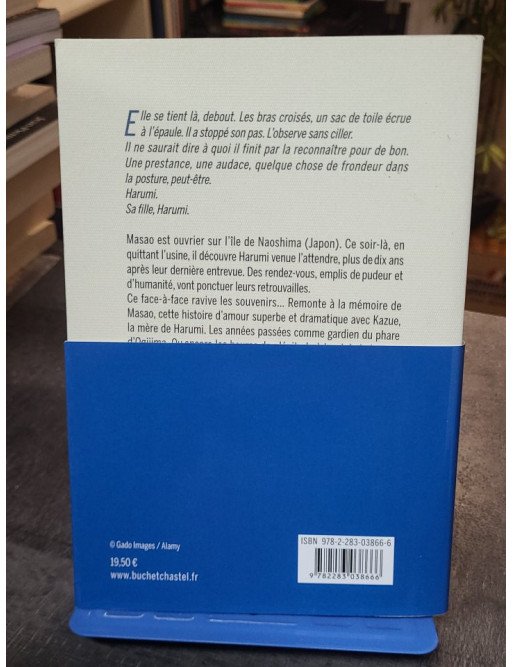 Elle se tient là, debout. Les bras croisés, un sac de toile écrue
à l'épaule. Il a stoppé son pas. L'observe sans ciller.
Il ne saurait dire à quoi il finit par la reconnaître pour de bon.
Une prestance, une audace, quelque chose de frondeur dans
la posture, peut-être.
Harumi.
Sa fille, Harumi.
Masao est ouvrier sur l'île de Naoshima (Japon). Ce soir-là, en
quittant l'usine, il découvre Harumi venue l'attendre, plus de dix ans
après leur dernière entrevue. Des rendez-vous, emplis de pudeur et
d'humanité, vont ponctuer leurs retrouvailles.
Ce face-à-face ravive les souvenirs... Remonte à la mémoire de
Masao, cette histoire d'amour superbe et dramatique avec Kazue,
la mère de Harumi. Les années passées comme gardien du phare
d'Ogijima. Ou encore les
© Gado Images / Alamy
19,50 €
www.buchetchastel.fr
ISBN 978-2-283-03866-6
9 782283 038666